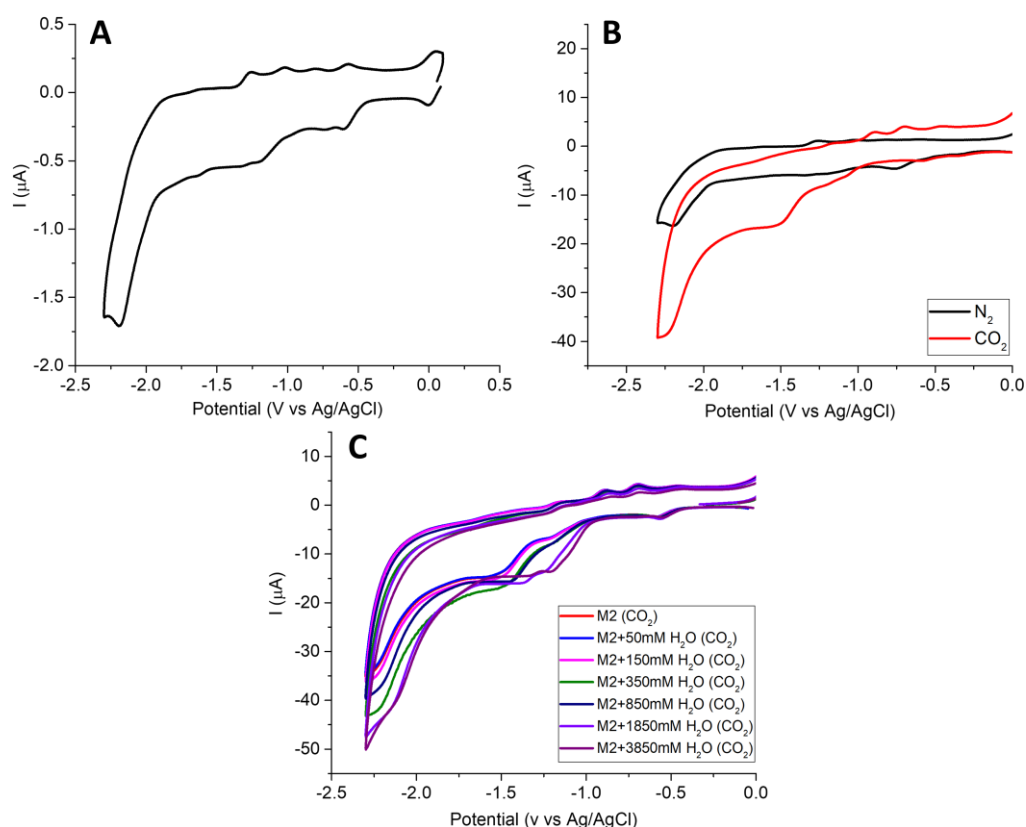 A
0.5
0.0
-0.5
-1.0
-1.5
-2.0
I (μA)
-2.5 -2.0 -1.5 -1.0 -0.5 0.0 0.5
Potential (V vs Ag/AgCl)
B
20
10
0
-10
-20
-30
-40
I (μA)
N₂
CO₂
-2.5 -2.0 -1.5 -1.0 -0.5 0.0
Potential (V vs Ag/AgCl)
C
10
0
-10
-20
-30
-40
-50
I (μA)
M2 (CO₂)
M2+50mM H₂O (CO₂)
M2+150mM H₂O (CO₂)
M2+350mM H₂O (CO₂)
M2+850mM H₂O (CO₂)
M2+1850mM H₂O (CO₂)
M2+3850mM H₂O (CO₂)
-2.5 -2.0 -1.5 -1.0 -0.5 0.0
Potential (v vs Ag/AgCl)